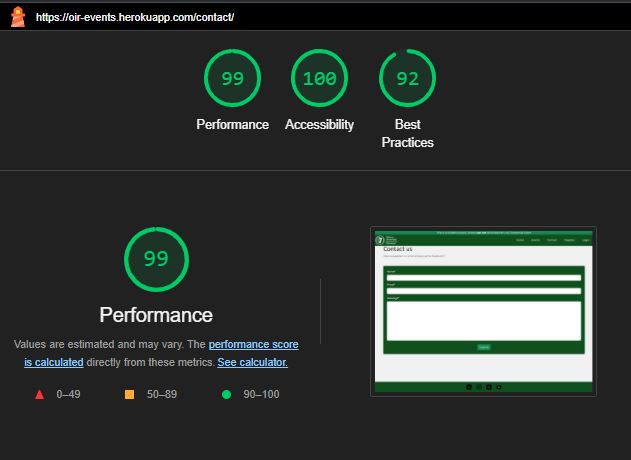 https://oir-events.herokuapp.com/contact/
99
100
92
Performance
Accessibility
Best
Practices
99
Performance
Values are estimated and may vary. The performance score
is calculated directly from these metrics. See calculator.
0–49
50–89
90–100
Contact us